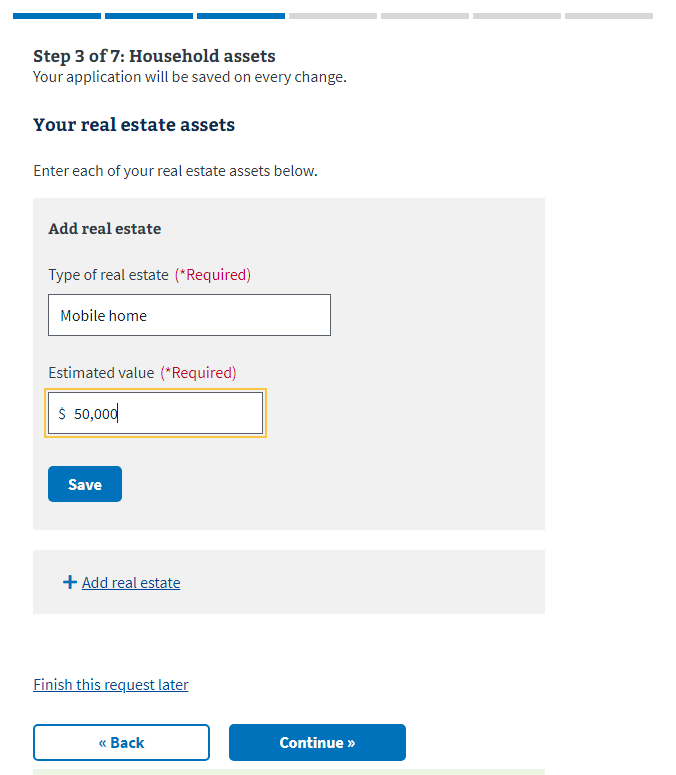 Step 3 of 7: Household assets
Your application will be saved on every change.
Your real estate assets
Enter each of your real estate assets below.
Add real estate
Type of real estate (*Required)
Mobile home
Estimated value (*Required)
$ 50,000
Save
+ Add real estate
Finish this request later
« Back
Continue »